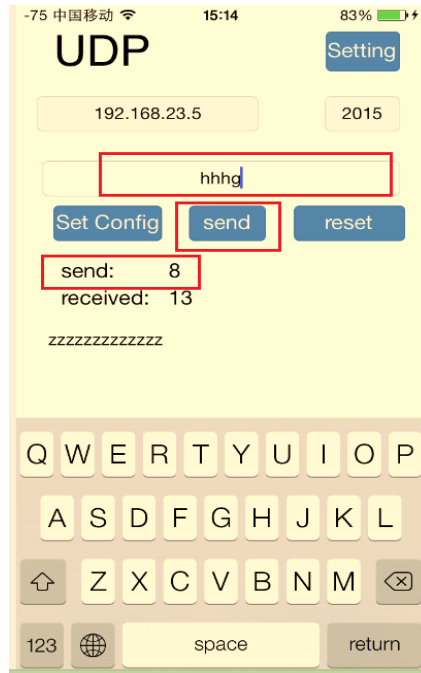 -75 中国移动 15:14 83%
UDP Setting
192.168.23.5 2015
hhhg
Set Config send reset
send: 8
received: 13
zzzzzzzzzzzzz
Q W E R T Y U I O P
A S D F G H J K L
Z X C V B N M
123 space return